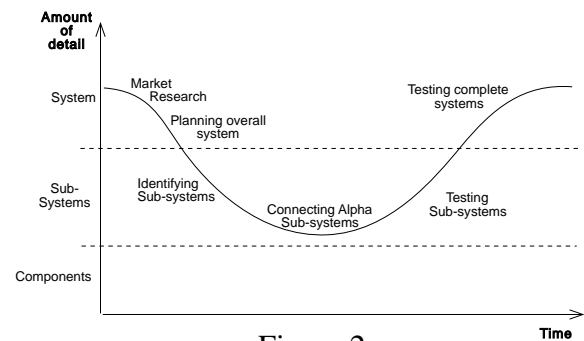 Amount
of
detail
System
Market
Research
Planning overall
system
Testing complete
systems
Sub-
Systems
Identifying
Sub-systems
Connecting Alpha
Sub-systems
Testing
Sub-systems
Components
Time